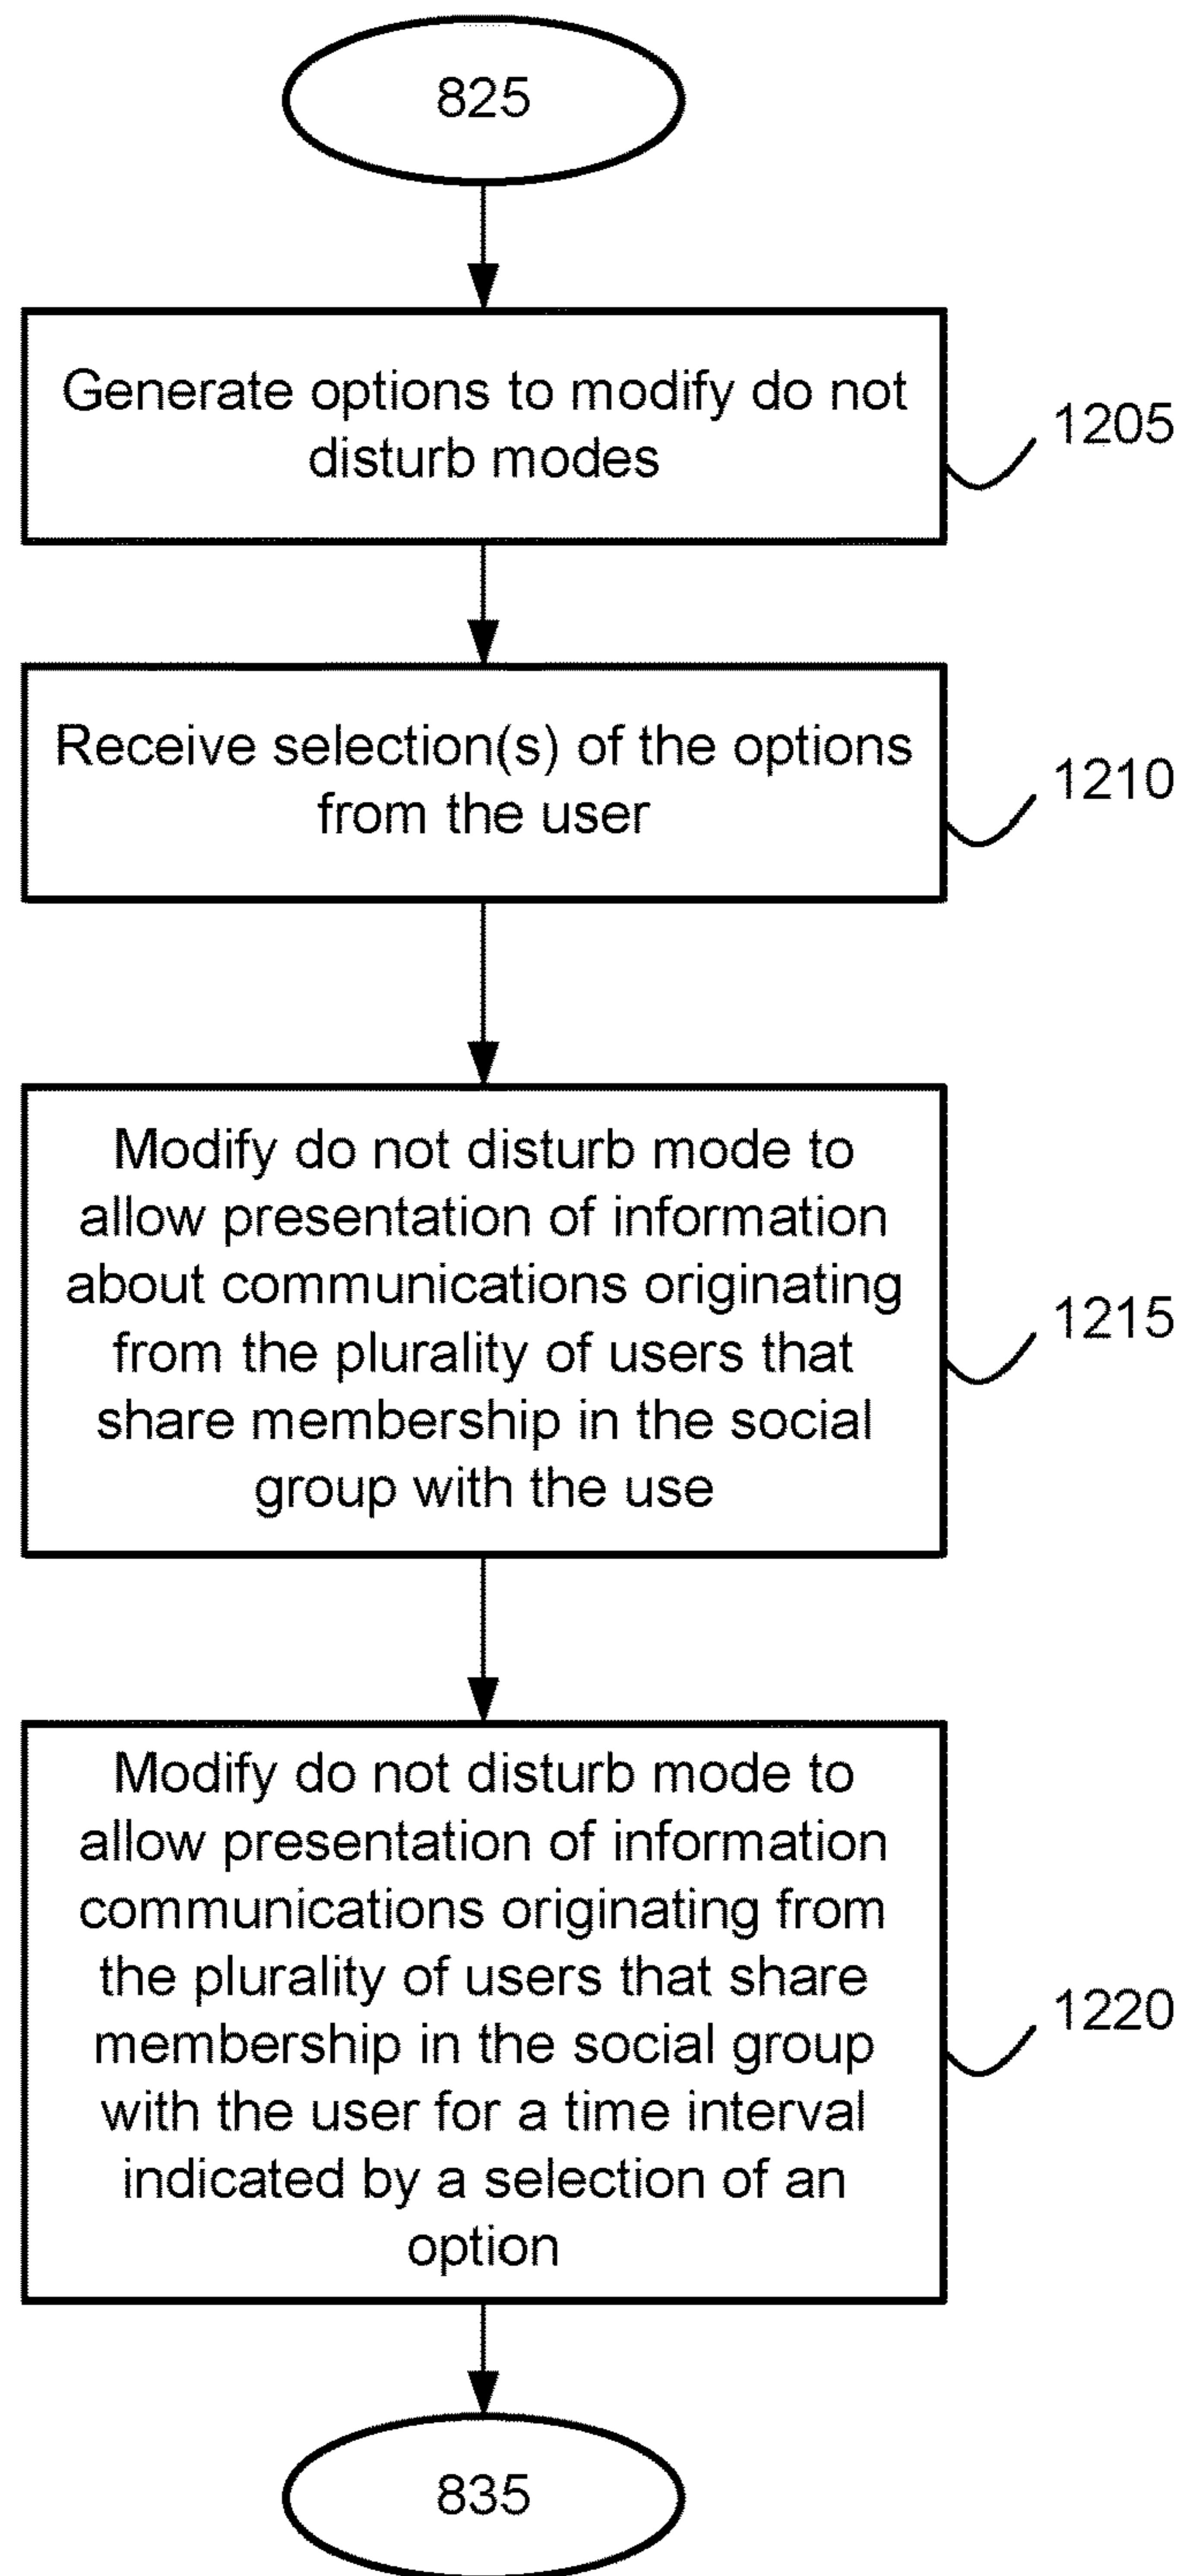 825
Generate options to modify do not
disturb modes
1205
Receive selection(s) of the options
from the user
1210
Modify do not disturb mode to
allow presentation of information
about communications originating
from the plurality of users that
share membership in the social
group with the use
1215
Modify do not disturb mode to
allow presentation of information
communications originating from
the plurality of users that share
membership in the social group
with the user for a time interval
indicated by a selection of an
option
1220
835